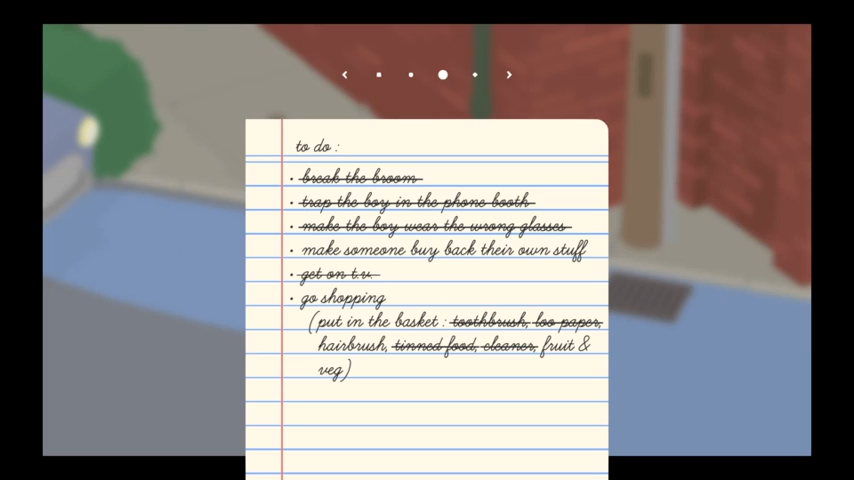 to do :
• break the broom
• trap the boy in the phone booth
• make the boy wear the wrong glasses
• make someone buy back their own stuff
• get on t.v.
• go shopping
(put in the basket : toothbrush, loo paper,
hairbrush, tinned food, cleaner, fruit &
veg)